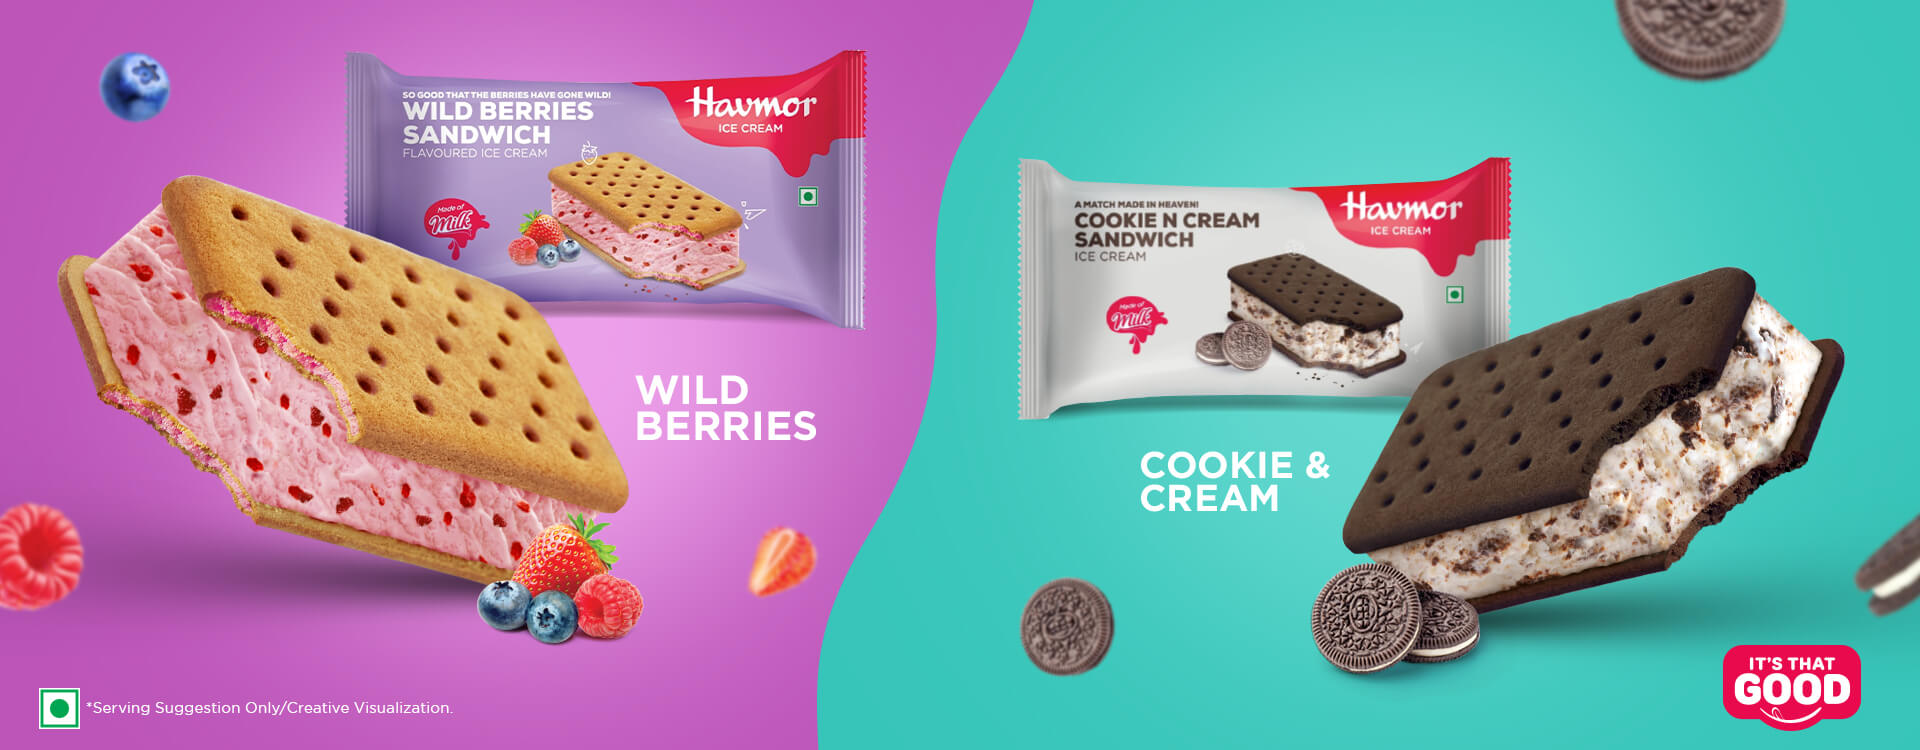 SO GOOD THAT THE BERRIES HAVE GONE WILD!
WILD BERRIES
SANDWICH
FLAVOURED ICE CREAM
Havmor
ICE CREAM
Made of
Milk
WILD
BERRIES
*Serving Suggestion Only/Creative Visualization.
A MATCH MADE IN HEAVEN!
COOKIE N CREAM
SANDWICH
ICE CREAM
Havmor
ICE CREAM
Made of
Milk
COOKIE &
CREAM
IT'S THAT
GOOD